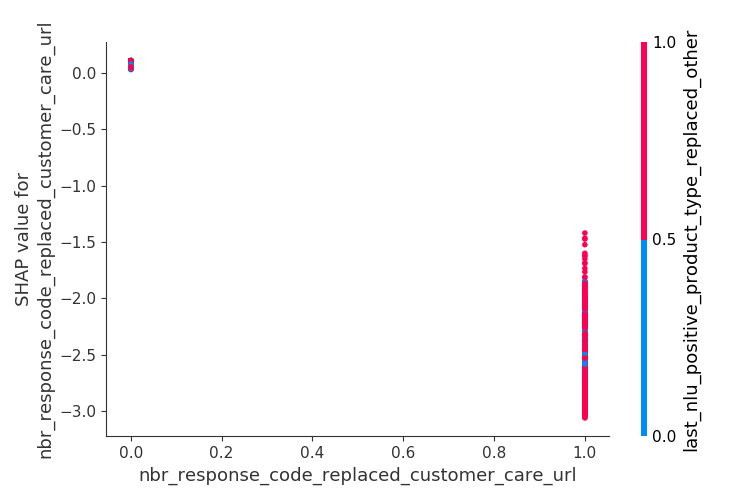 SHAP value for
nbr_response_code_replaced_customer_care_url
0.0
−0.5
−1.0
−1.5
−2.0
−2.5
−3.0
0.0 0.2 0.4 0.6 0.8 1.0
nbr_response_code_replaced_customer_care_url
1.0
0.5
0.0
last_nlu_positive_product_type_replaced_other